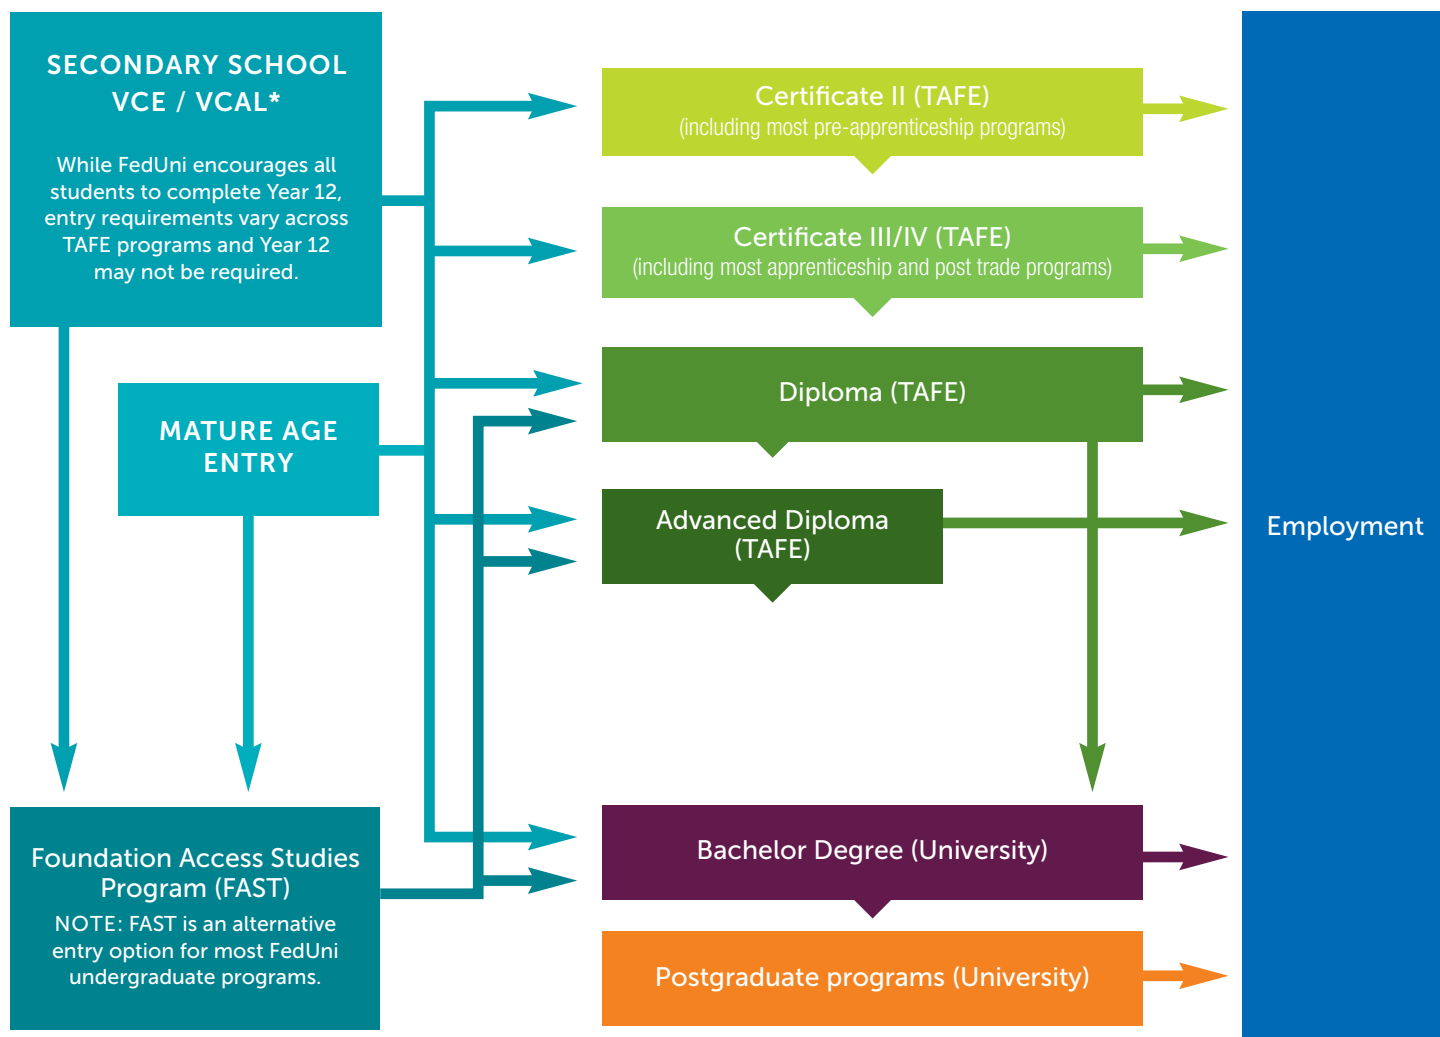 SECONDARY SCHOOL
VCE / VCAL*
While FedUni encourages all
students to complete Year 12,
entry requirements vary across
TAFE programs and Year 12
may not be required.
MATURE AGE
ENTRY
Foundation Access Studies
Program (FAST)
NOTE: FAST is an alternative
entry option for most FedUni
undergraduate programs.
Certificate II (TAFE)
(including most pre-apprenticeship programs)
Certificate III/IV (TAFE)
(including most apprenticeship and post trade programs)
Diploma (TAFE)
Advanced Diploma
(TAFE)
Bachelor Degree (University)
Postgraduate programs (University)
Employment